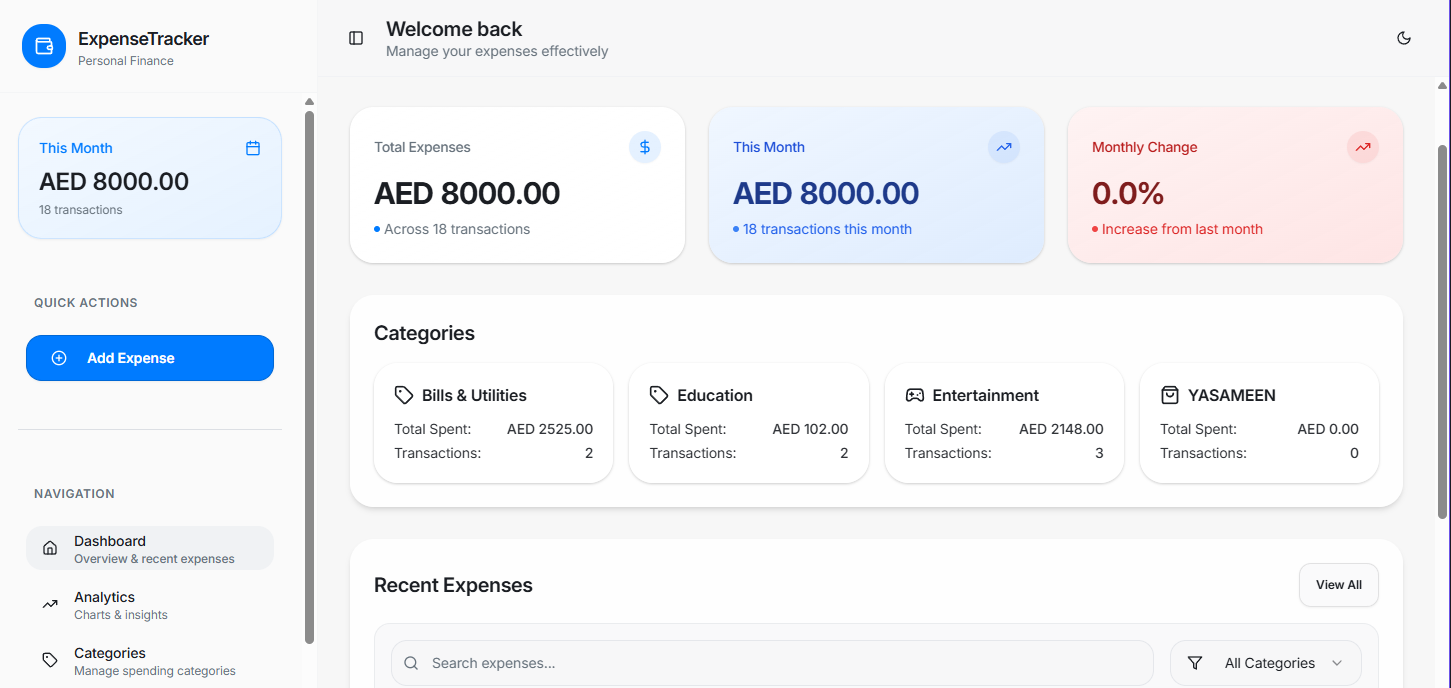 ExpenseTracker
Personal Finance
This Month
AED 8000.00
18 transactions
QUICK ACTIONS
Add Expense
NAVIGATION
Dashboard
Overview & recent expenses
Analytics
Charts & insights
Categories
Manage spending categories
Welcome back
Manage your expenses effectively
Total Expenses
$
AED 8000.00
Across 18 transactions
This Month
AED 8000.00
18 transactions this month
Monthly Change
0.0%
Increase from last month
Categories
Bills & Utilities
Total Spent: AED 2525.00
Transactions: 2
Education
Total Spent: AED 102.00
Transactions: 2
Entertainment
Total Spent: AED 2148.00
Transactions: 3
YASAMEEN
Total Spent: AED 0.00
Transactions: 0
Recent Expenses
View All
Search expenses...
All Categories